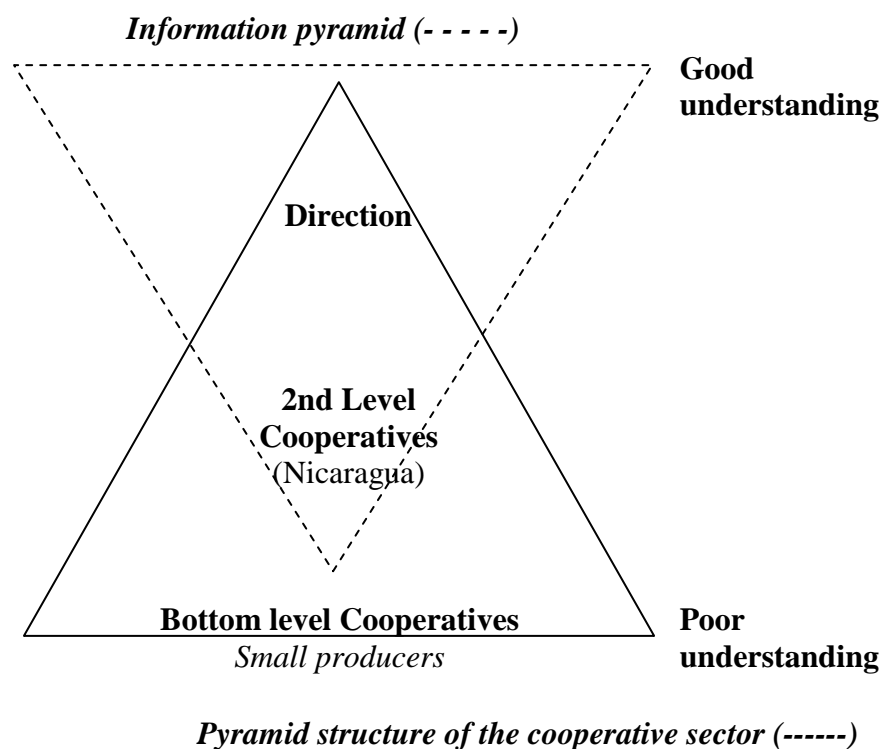 Information pyramid (- - - - -)
Good
understanding
Direction
2nd Level
Cooperatives
(Nicaragua)
Bottom level Cooperatives
Small producers
Poor
understanding
Pyramid structure of the cooperative sector (------)